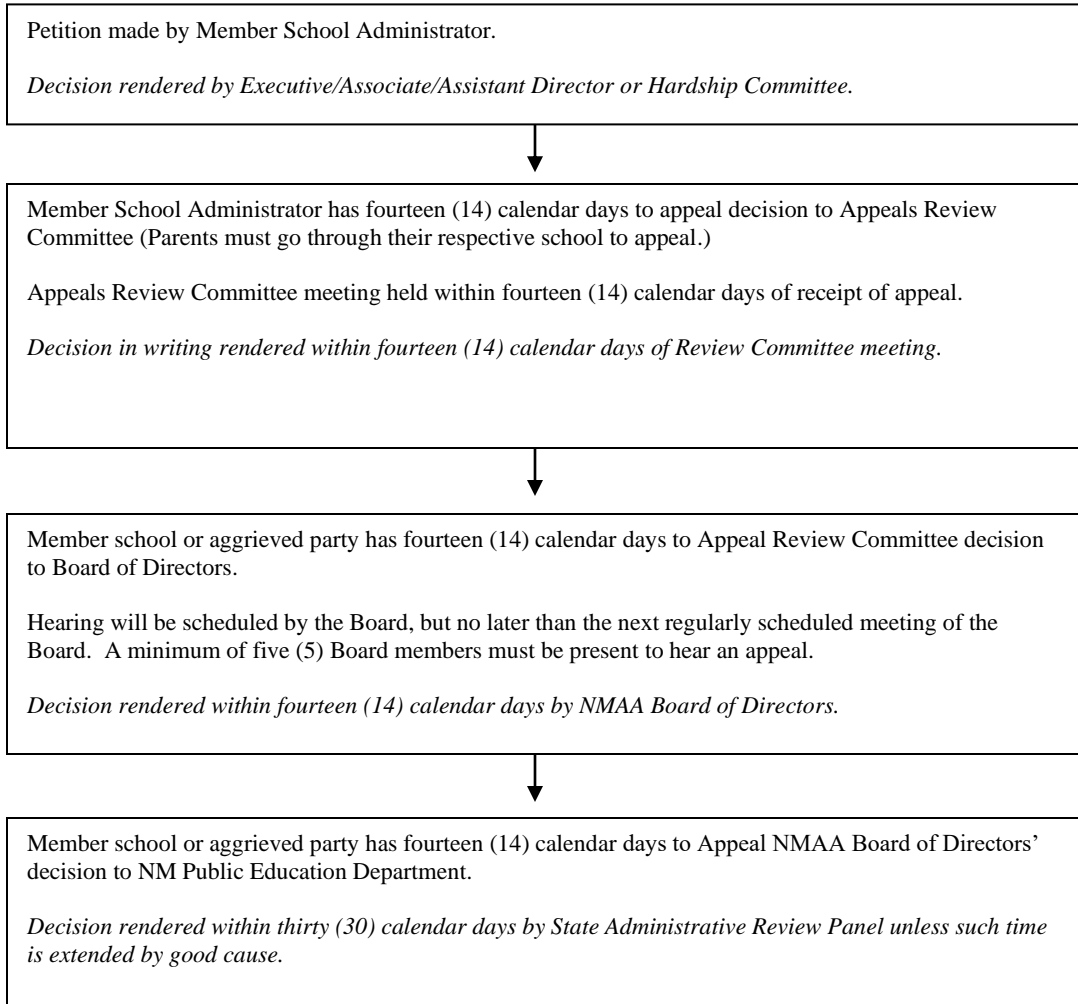 Petition made by Member School Administrator.
Decision rendered by Executive/Associate/Assistant Director or Hardship Committee.
Member School Administrator has fourteen (14) calendar days to appeal decision to Appeals Review
Committee (Parents must go through their respective school to appeal.)
Appeals Review Committee meeting held within fourteen (14) calendar days of receipt of appeal.
Decision in writing rendered within fourteen (14) calendar days of Review Committee meeting.
Member school or aggrieved party has fourteen (14) calendar days to Appeal Review Committee decision
to Board of Directors.
Hearing will be scheduled by the Board, but no later than the next regularly scheduled meeting of the
Board.  A minimum of five (5) Board members must be present to hear an appeal.
Decision rendered within fourteen (14) calendar days by NMAA Board of Directors.
Member school or aggrieved party has fourteen (14) calendar days to Appeal NMAA Board of Directors’
decision to NM Public Education Department.
Decision rendered within thirty (30) calendar days by State Administrative Review Panel unless such time
is extended by good cause.